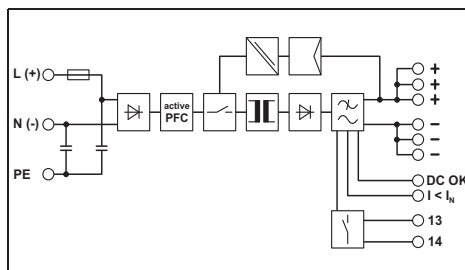 L (+)
N (-)
PE
active
PFC
+
+
+
–
–
–
DC OK
I < IN
13
14